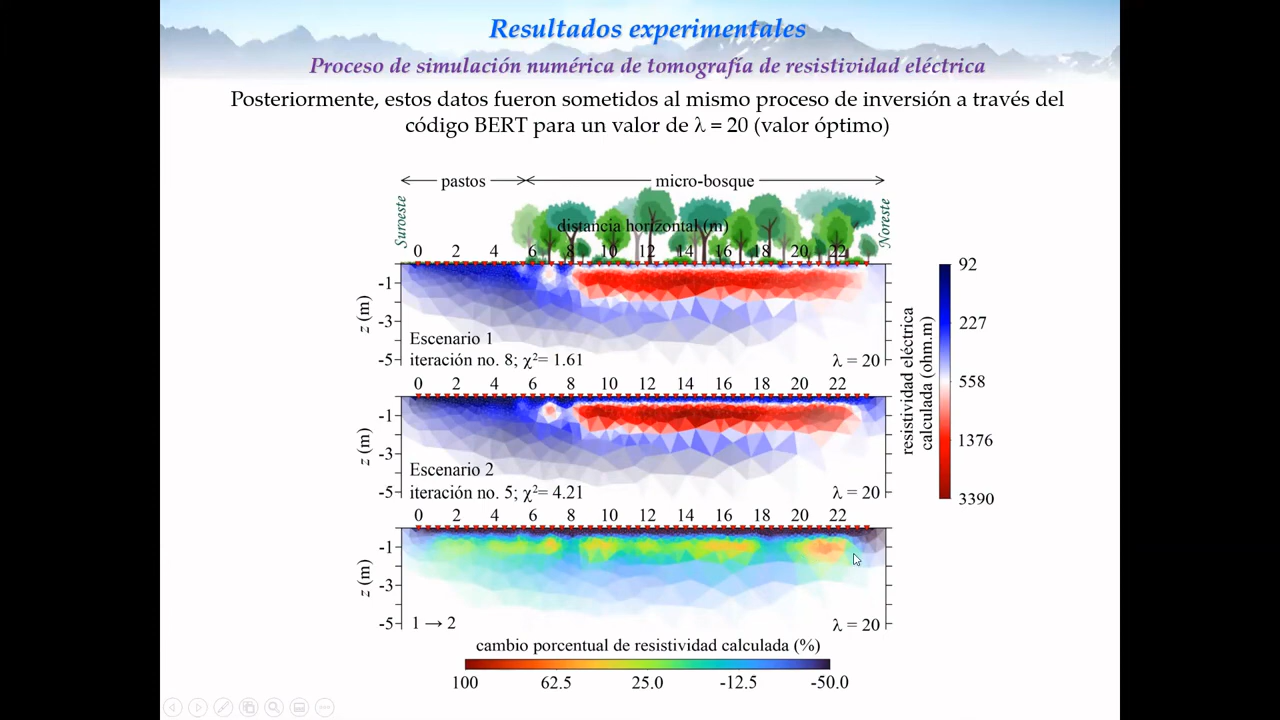 Resultados experimentales
Proceso de simulación numérica de tomografía de resistividad eléctrica
Posteriormente, estos datos fueron sometidos al mismo proceso de inversión a través del
código BERT para un valor de λ = 20 (valor óptimo)
pastos
micro-bosque
Suroeste
Noreste
distancia horizontal (m)
0 2 4 6 8 10 12 14 16 18 20 22
-1
-3
-5
z (m)
Escenario 1
iteración no. 8; χ²= 1.61
λ = 20
0 2 4 6 8 10 12 14 16 18 20 22
-1
-3
-5
z (m)
Escenario 2
iteración no. 5; χ²= 4.21
λ = 20
0 2 4 6 8 10 12 14 16 18 20 22
-1
-3
-5
z (m)
1 → 2
λ = 20
resistividad eléctrica
calculada (ohm.m)
92
227
558
1376
3390
cambio porcentual de resistividad calculada (%)
100 62.5 25.0 -12.5 -50.0